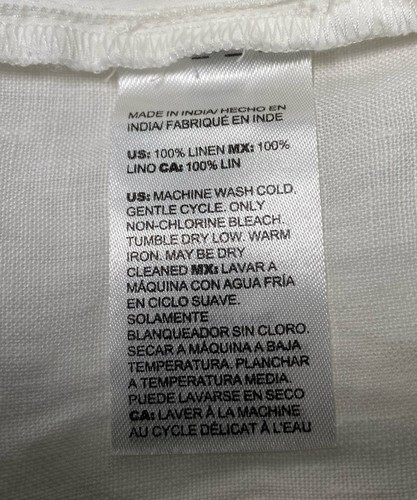 MADE IN INDIA/ HECHO EN
INDIA/ FABRIQUÉ EN INDE
US: 100% LINEN MX: 100%
LINO CA: 100% LIN
US: MACHINE WASH COLD.
GENTLE CYCLE. ONLY
NON-CHLORINE BLEACH.
TUMBLE DRY LOW. WARM
IRON. MAY BE DRY
CLEANED MX: LAVAR A
MÁQUINA CON AGUA FRÍA
EN CICLO SUAVE.
SOLAMENTE
BLANQUEADOR SIN CLORO.
SECAR A MÁQUINA A BAJA
TEMPERATURA. PLANCHAR
A TEMPERATURA MEDIA.
PUEDE LAVARSE EN SECO
CA: LAVER À LA MACHINE
AU CYCLE DÉLICAT À L'EAU